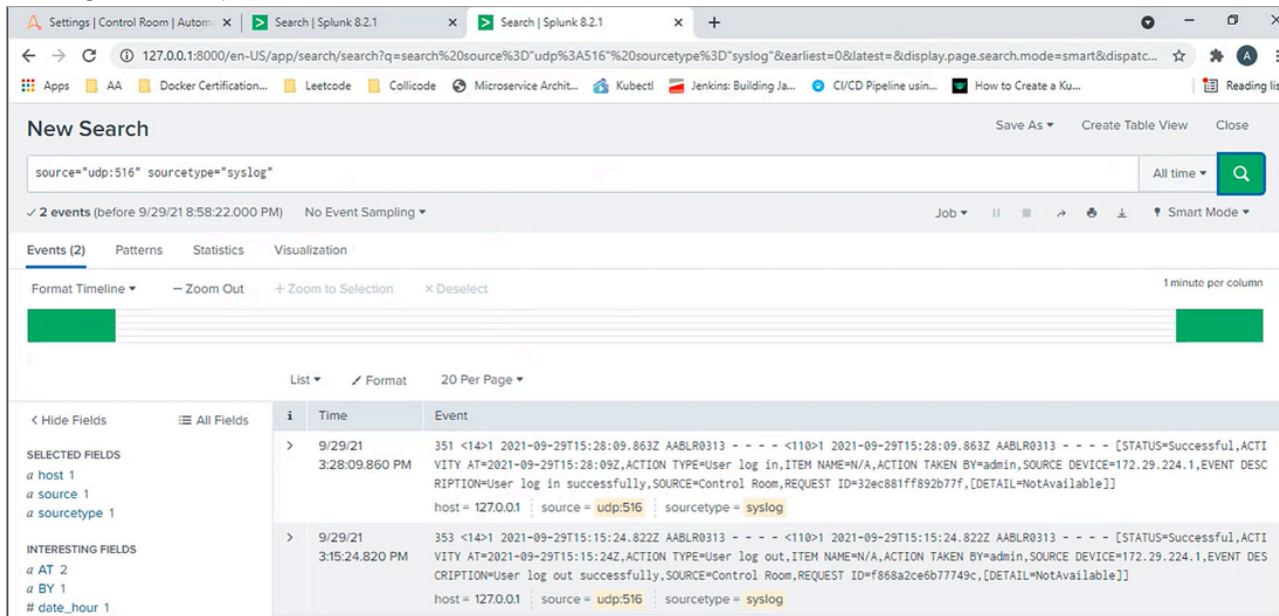 Settings | Control Room | Autom
Search | Splunk 8.2.1
Search | Splunk 8.2.1
127.0.0.1:8000/en-US/app/search/search?q=search%20source%3D"udp%3A516"%20sourcetype%3D"syslog"&earliest=0&latest=&display.page.search.mode=smart&dispatc...
A
Apps
AA
Docker Certification...
Leetcode
Collicode
Microservice Archit...
Kubectl
Jenkins: Building Ja...
CI/CD Pipeline usin...
How to Create a Ku...
Reading lis
New Search
Save As
Create Table View
Close
source="udp:516" sourcetype="syslog"
All time
2 events (before 9/29/21 8:58:22.000 PM)
No Event Sampling
Job
Smart Mode
Events (2)
Patterns
Statistics
Visualization
Format Timeline
— Zoom Out
+ Zoom to Selection
× Deselect
1 minute per column
List
Format
20 Per Page
< Hide Fields
All Fields
i
Time
Event
SELECTED FIELDS
a host 1
a source 1
a sourcetype 1
INTERESTING FIELDS
a AT 2
a BY 1
# date_hour 1
> 9/29/21
3:28:09.860 PM
351 <14>1 2021-09-29T15:28:09.863Z AABLR0313 - - - - <110>1 2021-09-29T15:28:09.863Z AABLR0313 - - - - [STATUS=Successful,ACTI
VITY AT=2021-09-29T15:28:09Z,ACTION TYPE=User log in,ITEM NAME=N/A,ACTION TAKEN BY=admin,SOURCE DEVICE=172.29.224.1,EVENT DESC
RIPTION=User log in successfully,SOURCE=Control Room,REQUEST ID=32ec881ff892b77f,[DETAIL=NotAvailable]]
host = 127.0.0.1 source = udp:516 sourcetype = syslog
> 9/29/21
3:15:24.820 PM
353 <14>1 2021-09-29T15:15:24.822Z AABLR0313 - - - - <110>1 2021-09-29T15:15:24.822Z AABLR0313 - - - - [STATUS=Successful,ACTI
VITY AT=2021-09-29T15:15:24Z,ACTION TYPE=User log out,ITEM NAME=N/A,ACTION TAKEN BY=admin,SOURCE DEVICE=172.29.224.1,EVENT DES
CRIPTION=User log out successfully,SOURCE=Control Room,REQUEST ID=f868a2ce6b77749c,[DETAIL=NotAvailable]]
host = 127.0.0.1 source = udp:516 sourcetype = syslog